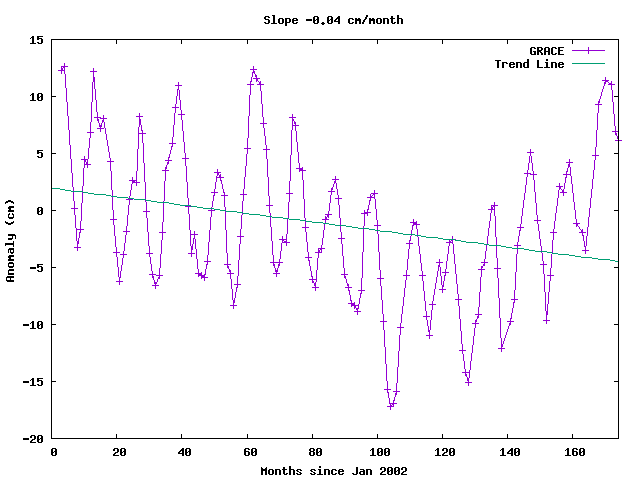 Slope -0.04 cm/month
GRACE
Trend Line
15
10
5
0
-5
-10
-15
-20
Anomaly (cm)
0 20 40 60 80 100 120 140 160
Months since Jan 2002